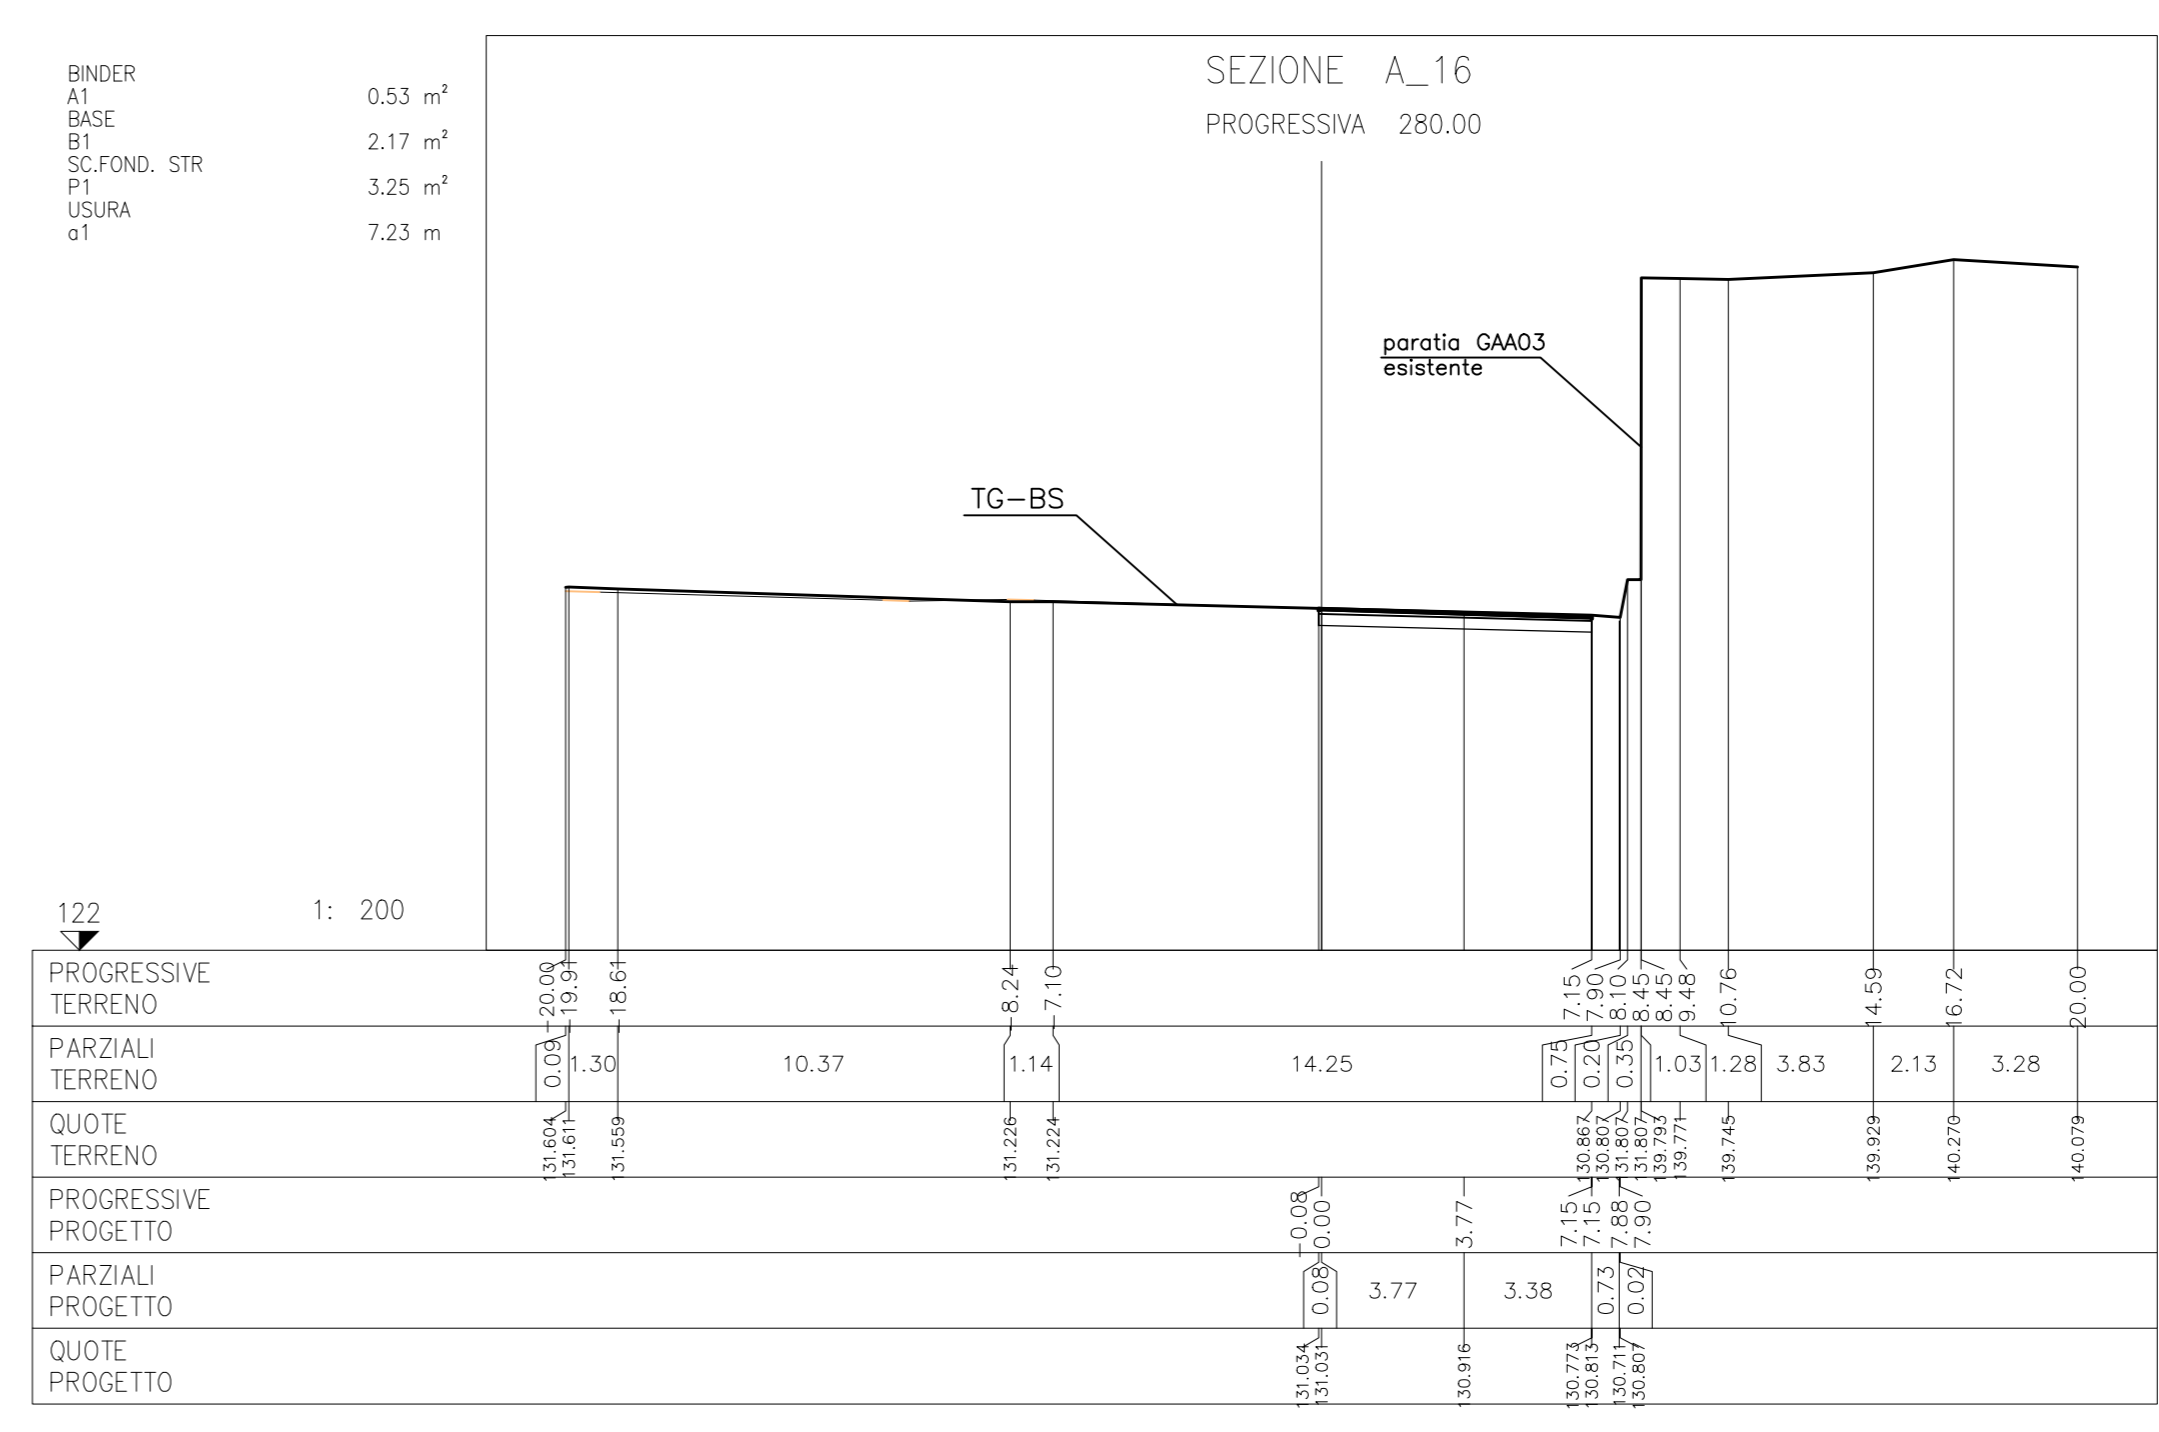 SEZIONE A_16
PROGRESSIVA 280.00
BINDER
A1 0.53 m²
BASE
B1 2.17 m²
SC.FOND. STR
P1 3.25 m²
USURA
a1 7.23 m
paratia GAA03
esistente
TG-BS
122
1: 200
PROGRESSIVE
TERRENO
-20.00 -19.91 -18.61 -8.24 -7.10 7.15 7.90 8.10 8.45 8.45 9.48 10.76 14.59 16.72 20.00
PARZIALI
TERRENO
0.09 1.30 10.37 1.14 14.25 0.75 0.20 0.35 1.03 1.28 3.83 2.13 3.28
QUOTE
TERRENO
131.604 131.611 131.559 131.226 131.224 130.867 130.807 131.807 131.807 139.793 139.771 139.745 139.929 140.270 140.079
PROGRESSIVE
PROGETTO
-0.08 0.00 3.77 7.15 7.15 7.88 7.90
PARZIALI
PROGETTO
0.08 3.77 3.38 0.73 0.02
QUOTE
PROGETTO
131.034 131.031 130.916 130.773 130.813 130.711 130.807